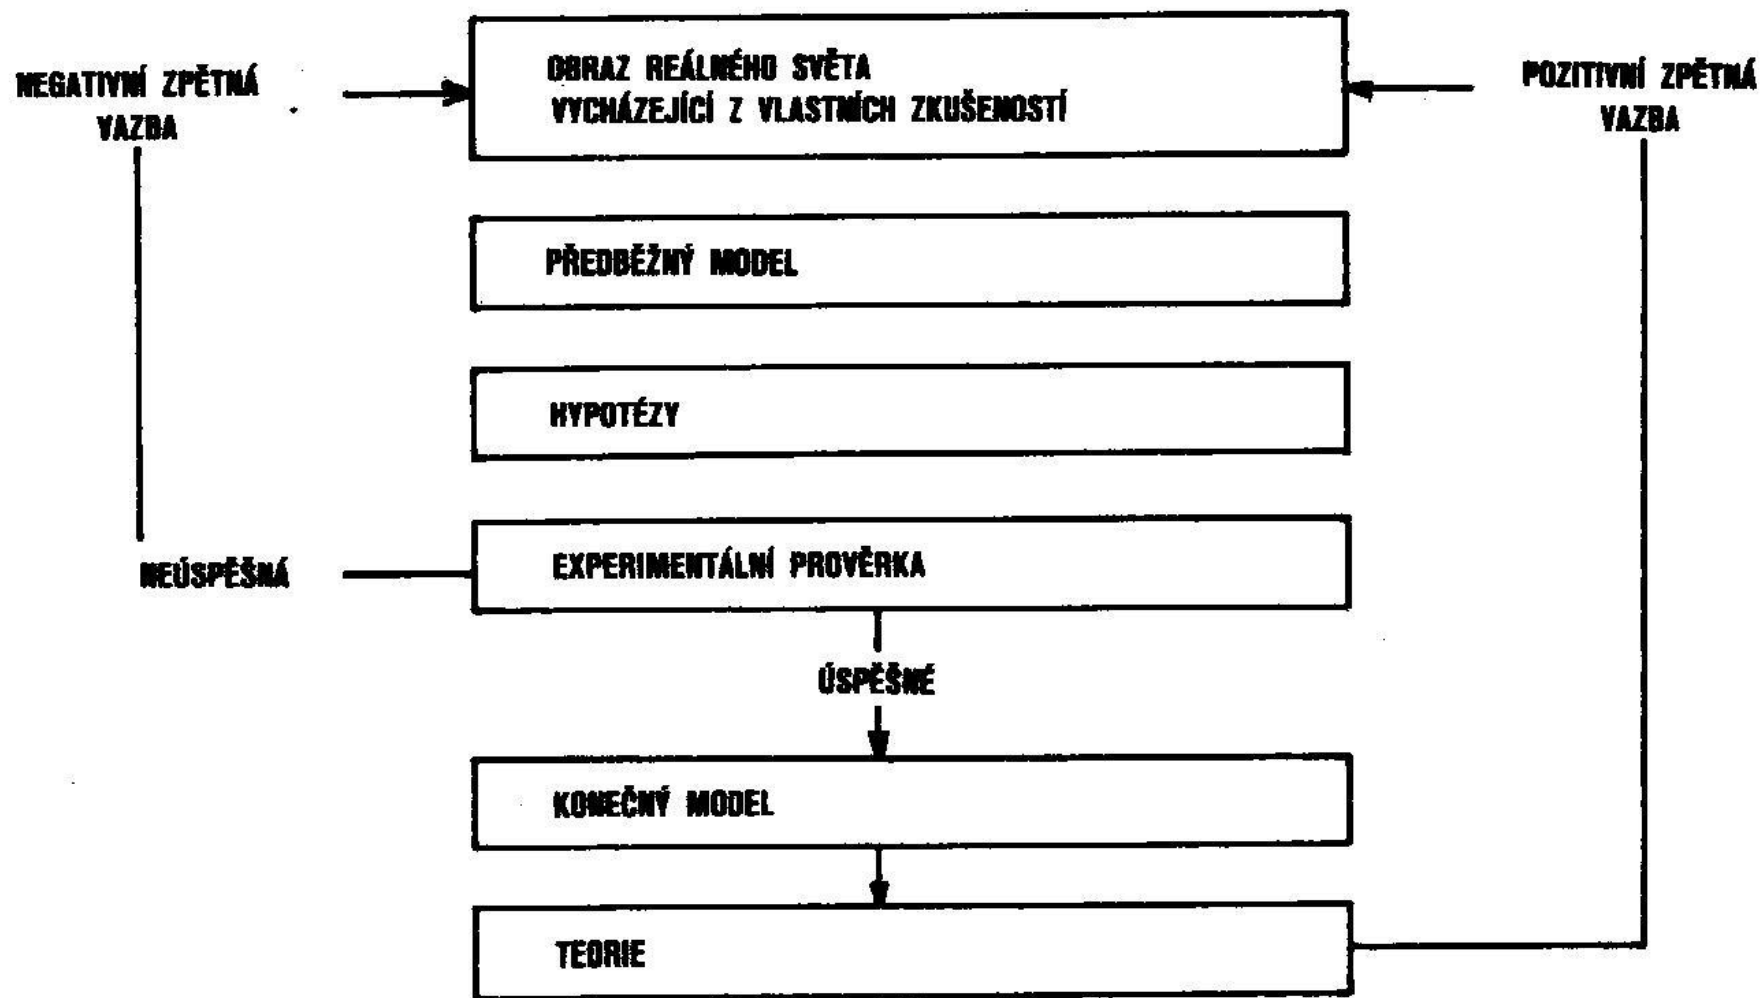 NEGATIVNÍ ZPĚTNÁ
VAZBA
OBRAZ REÁLNÉHO SVĚTA
VYCHÁZEJÍCÍ Z VLASTNÍCH ZKUŠENOSTÍ
POZITIVNÍ ZPĚTNÁ
VAZBA
PŘEDBĚŽNÝ MODEL
HYPOTÉZY
NEÚSPĚŠNÁ
EXPERIMENTÁLNÍ PROVĚRKA
ÚSPĚŠNÉ
KONEČNÝ MODEL
TEORIE